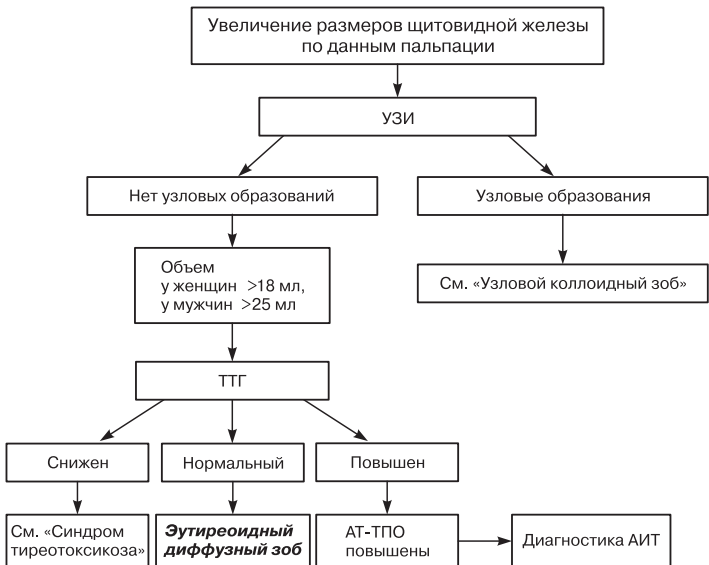 Увеличение размеров щитовидной железы
по данным пальпации
УЗИ
Нет узловых образований
Узловые образования
Объем
у женщин >18 мл,
у мужчин >25 мл
См. «Узловой коллоидный зоб»
ТТГ
Снижен
Нормальный
Повышен
См. «Синдром
тиреотоксикоза»
Эутиреоидный
диффузный зоб
АТ-ТПО
повышены
Диагностика АИТ